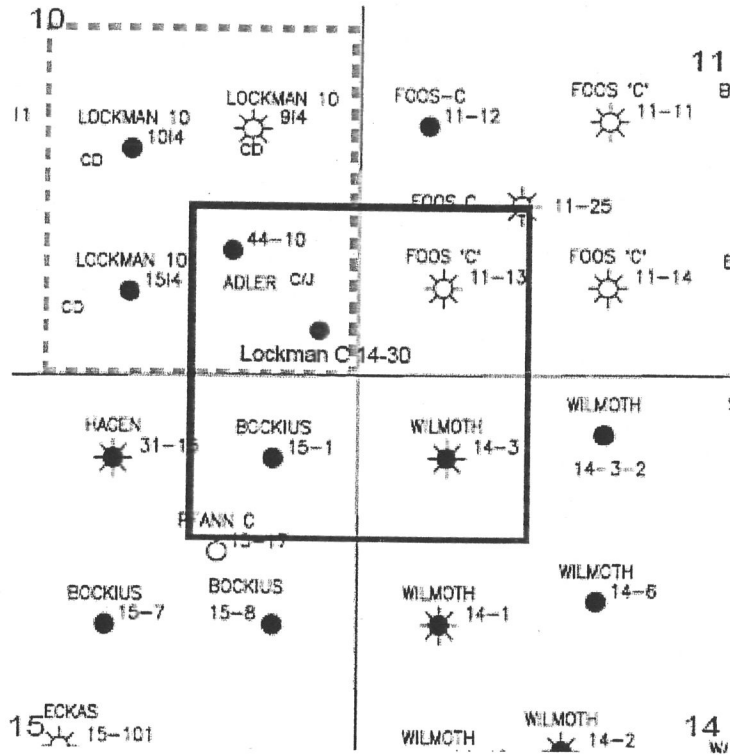 10
11
I1
LOCKMAN 10
10I4
CD
LOCKMAN 10
9I4
CD
FOOS-C
11-12
FOOS 'C'
11-11
B
FOOS C
11-25
44-10
ADLER C/J
LOCKMAN 10
15I4
CD
FOOS 'C'
11-13
FOOS 'C'
11-14
Lockman C 14-30
HAGEN
31-15
BOCKIUS
15-1
WILMOTH
14-3
WILMOTH
14-3-2
PFANN C
15-17
BOCKIUS
15-7
BOCKIUS
15-8
WILMOTH
14-1
WILMOTH
14-6
15
ECKAS
15-101
WILMOTH
WILMOTH
14-2
14